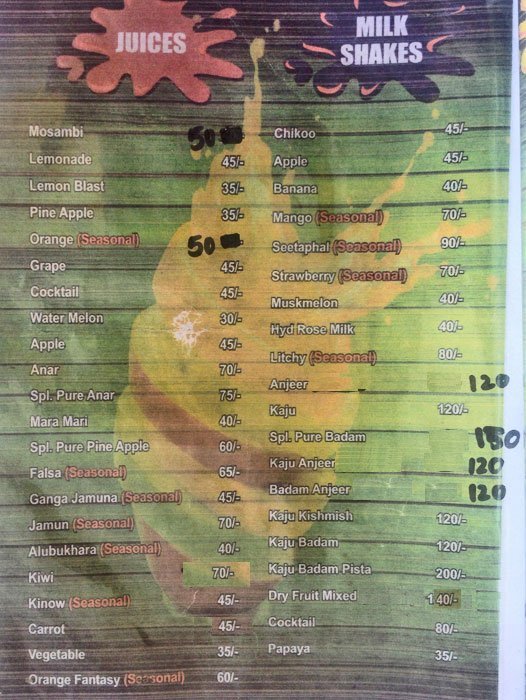 JUICES
Mosambi 50
Lemonade 45/-
Lemon Blast 35/-
Pine Apple 35/-
Orange (Seasonal) 50
Grape 45/-
Cocktail 45/-
Water Melon 30/-
Apple 45/-
Anar 70/-
Spl. Pure Anar 75/-
Mara Mari 40/-
Spl. Pure Pine Apple 60/-
Falsa (Seasonal) 65/-
Ganga Jamuna (Seasonal) 45/-
Jamun (Seasonal) 70/-
Alubukhara (Seasonal) 40/-
Kiwi 70/-
Kinow (Seasonal) 45/-
Carrot 45/-
Vegetable 35/-
Orange Fantasy (Seasonal) 60/-
MILK
SHAKES
Chikoo 45/-
Apple 45/-
Banana 40/-
Mango (Seasonal) 70/-
Seetaphal (Seasonal) 90/-
Strawberry (Seasonal) 70/-
Muskmelon 40/-
Hyd Rose Milk 40/-
Litchy (Seasonal) 80/-
Anjeer 120
Kaju 120/-
Spl. Pure Badam
Kaju Anjeer 120
Badam Anjeer 120
Kaju Kishmish 120/-
Kaju Badam 120/-
Kaju Badam Pista 200/-
Dry Fruit Mixed 140/-
Cocktail 80/-
Papaya 35/-